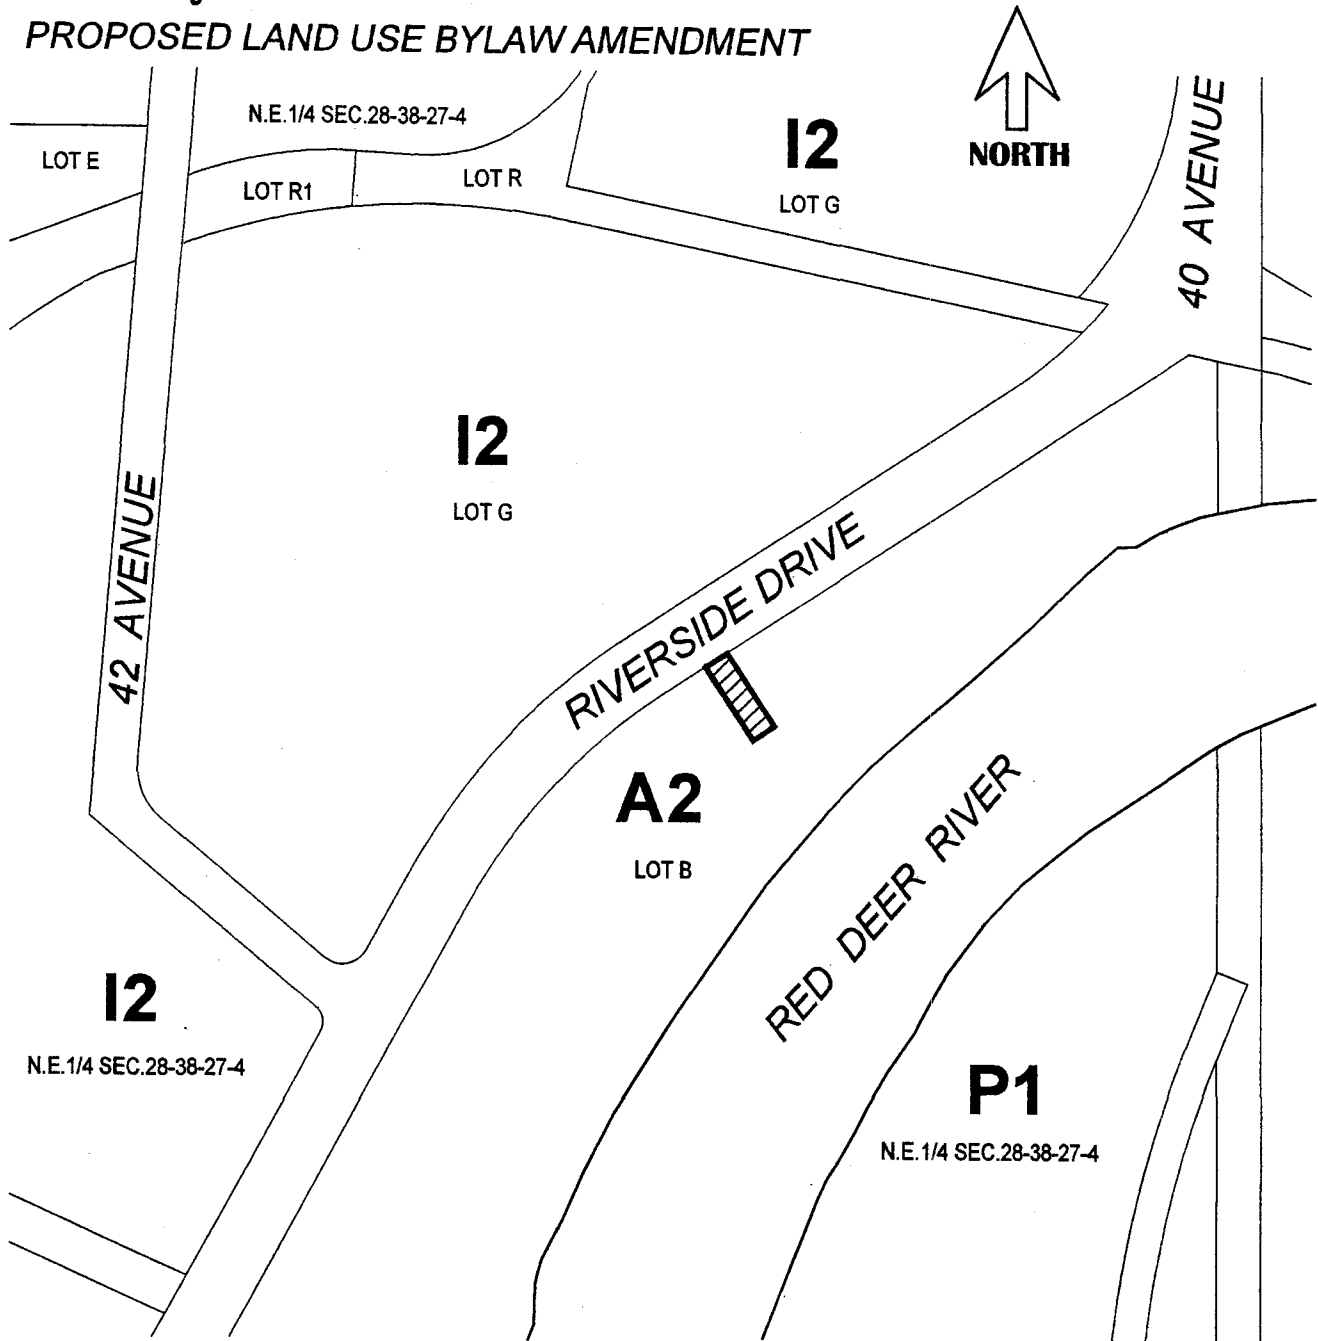 PROPOSED LAND USE BYLAW AMENDMENT
N.E.1/4 SEC.28-38-27-4
I2
LOT G
NORTH
40 AVENUE
LOT E
LOT R1
LOT R
I2
LOT G
42 AVENUE
RIVERSIDE DRIVE
A2
LOT B
RED DEER RIVER
I2
N.E.1/4 SEC.28-38-27-4
P1
N.E.1/4 SEC.28-38-27-4